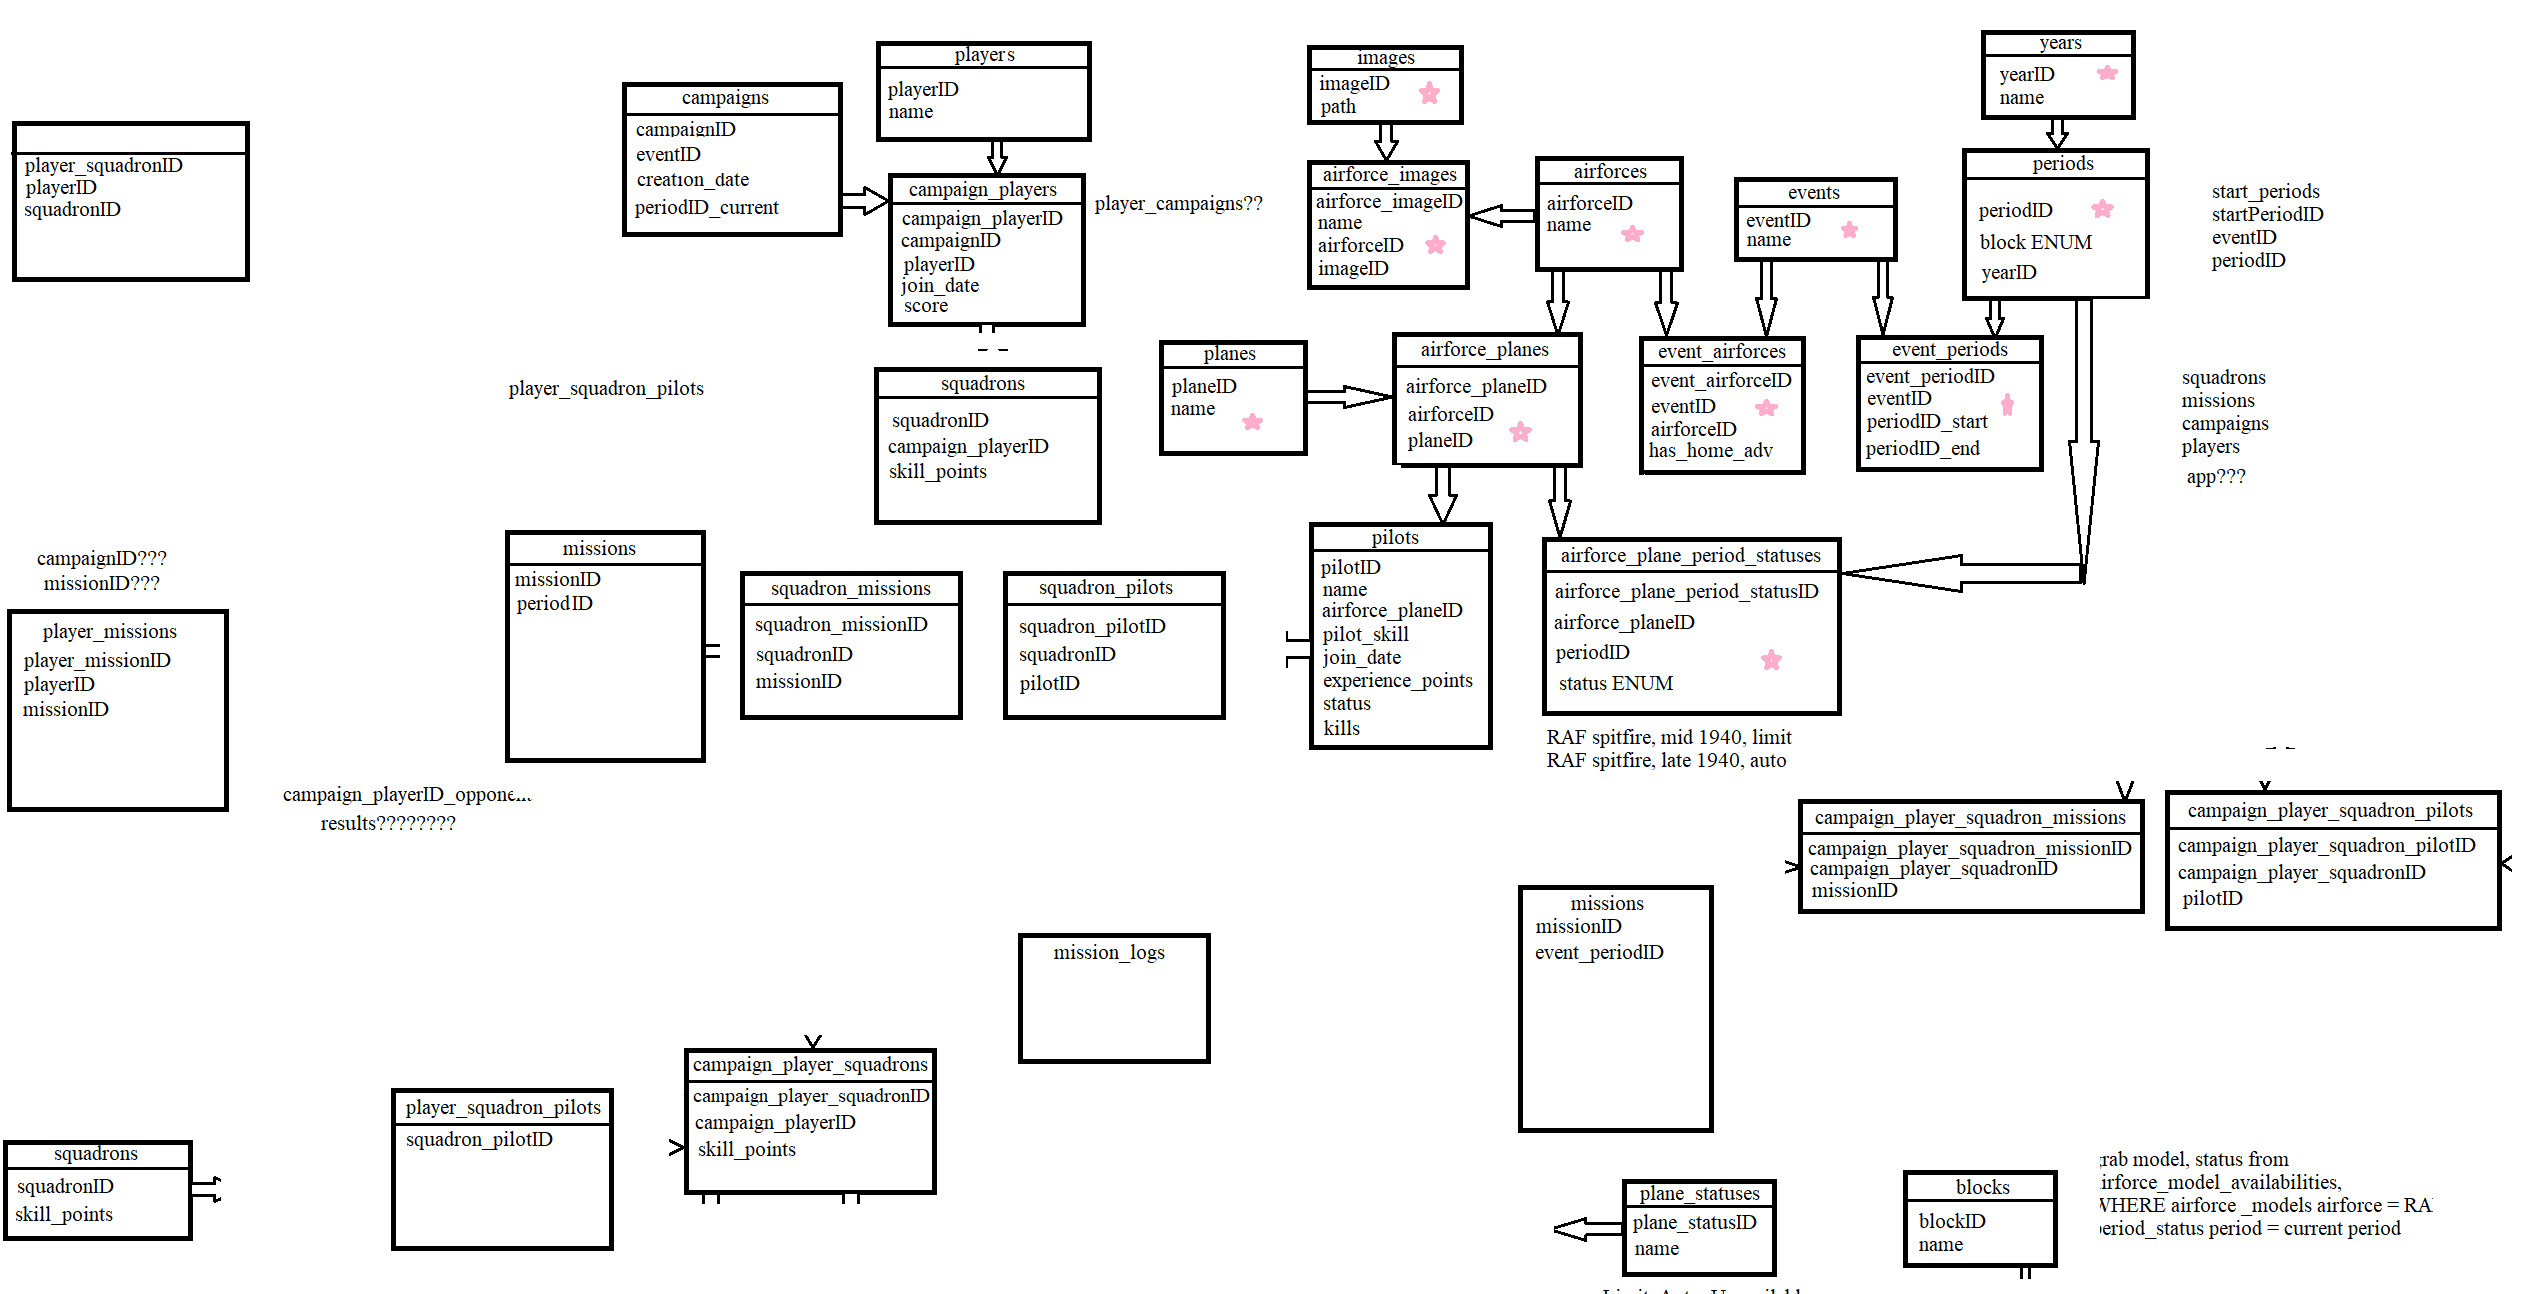 players
playerID
name
campaigns
campaignID
eventID
creation_date
periodID_current
campaign_players
campaign_playerID
campaignID
playerID
join_date
score
player_campaigns??
images
imageID
path
airforce_images
airforce_imageID
name
airforceID
imageID
airforces
airforceID
name
events
eventID
name
years
yearID
name
periods
periodID
block ENUM
yearID
start_periods
startPeriodID
eventID
periodID
player_squadronID
playerID
squadronID
player_squadron_pilots
squadrons
squadronID
campaign_playerID
skill_points
planes
planeID
name
airforce_planes
airforce_planeID
airforceID
planeID
event_airforces
event_airforceID
eventID
airforceID
has_home_adv
event_periods
event_periodID
eventID
periodID_start
periodID_end
squadrons
missions
campaigns
players
app???
campaignID???
missionID???
player_missions
player_missionID
playerID
missionID
missions
missionID
periodID
squadron_missions
squadron_missionID
squadronID
missionID
squadron_pilots
squadron_pilotID
squadronID
pilotID
pilots
pilotID
name
airforce_planeID
pilot_skill
join_date
experience_points
status
kills
airforce_plane_period_statuses
airforce_plane_period_statusID
airforce_planeID
periodID
status ENUM
RAF spitfire, mid 1940, limit
RAF spitfire, late 1940, auto
results????????
campaign_player_squadron_missions
campaign_player_squadron_missionID
campaign_player_squadronID
missionID
campaign_player_squadron_pilots
campaign_player_squadron_pilotID
campaign_player_squadronID
pilotID
missions
missionID
event_periodID
mission_logs
campaign_player_squadrons
campaign_player_squadronID
campaign_playerID
skill_points
player_squadron_pilots
squadron_pilotID
squadrons
squadronID
skill_points
plane_statuses
plane_statusID
name
blocks
blockID
name
model, status from
WHERE airforce _models airforce =
period = current period